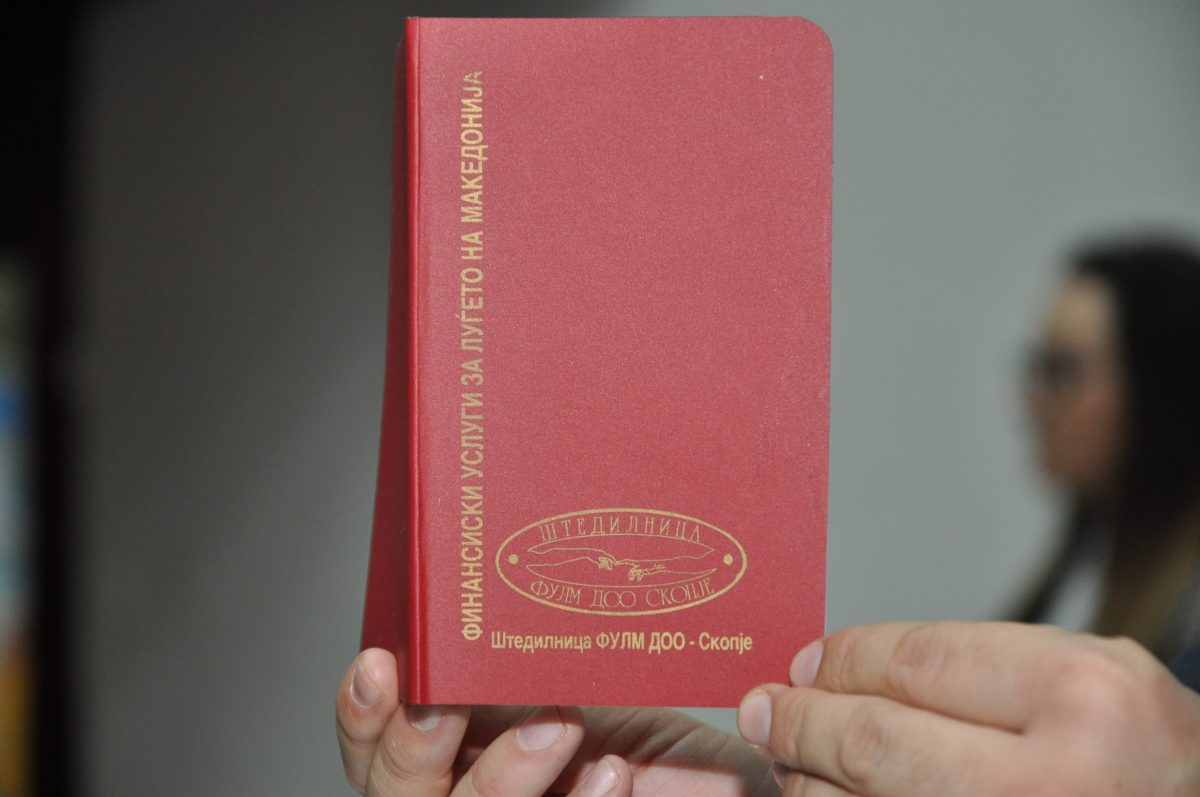 ФИНАНСИСКИ УСЛУГИ ЗА ЛУЃЕТО НА МАКЕДОНИЈА
ШТЕДИЛНИЦА
ФУЛМ ДОО СКОПЈЕ
Штедилница ФУЛМ ДОО - Скопје